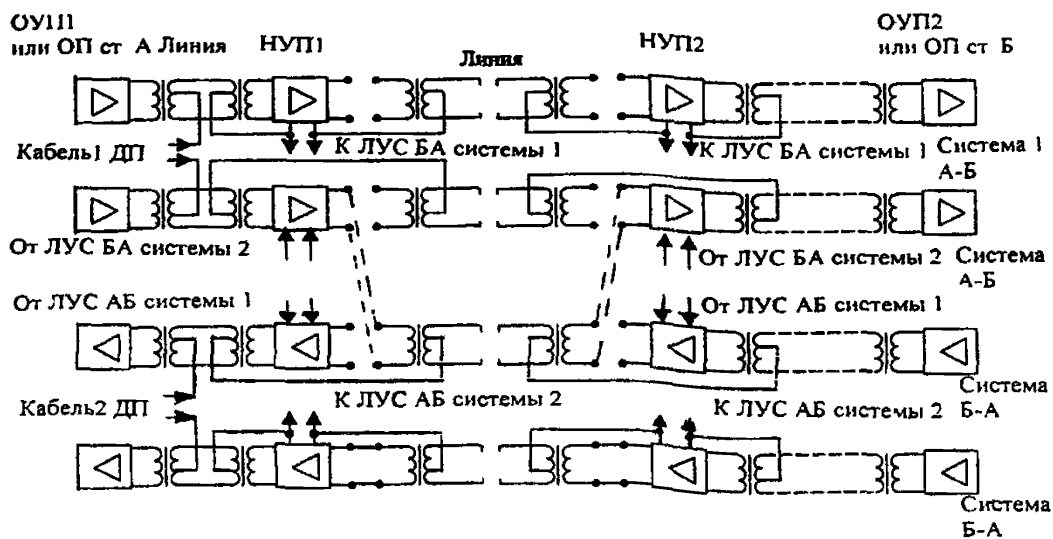 ОУП1
или ОП ст А Линия
НУП1
Линия
НУП2
ОУП2
или ОП ст Б
Кабель1 ДП
К ЛУС БА системы 1
К ЛУС БА системы 1
Система 1
А-Б
От ЛУС БА системы 2
От ЛУС БА системы 2
Система
А-Б
От ЛУС АБ системы 1
От ЛУС АБ системы 1
Кабель2 ДП
К ЛУС АБ системы 2
К ЛУС АБ системы 2
Система
Б-А
Система
Б-А